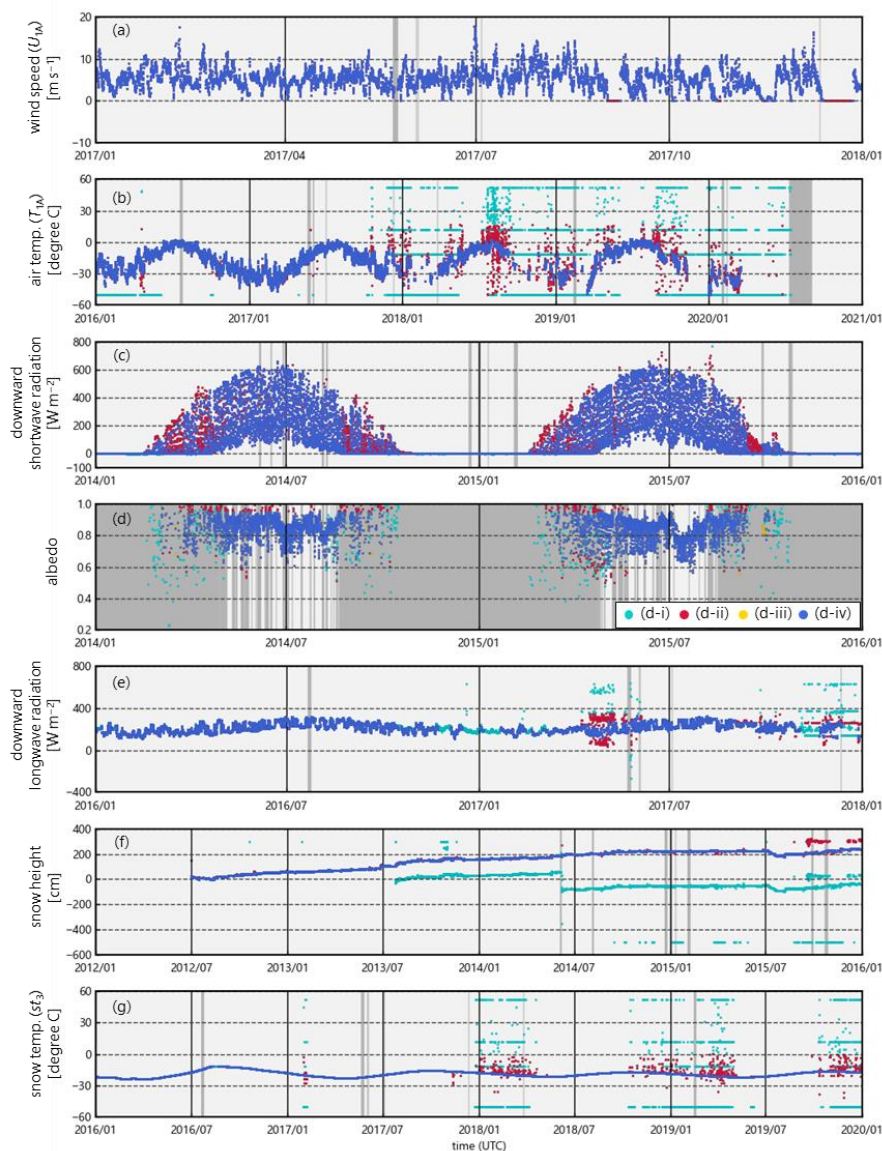 (a)
wind speed (U1A)
[m s⁻¹]
20
10
0
−10
2017/01 2017/04 2017/07 2017/10 2018/01
(b)
air temp. (T1A)
[degree C]
60
30
0
−30
−60
2016/01 2017/01 2018/01 2019/01 2020/01 2021/01
(c)
downward
shortwave radiation
[W m⁻²]
800
600
400
200
0
−100
2014/01 2014/07 2015/01 2015/07 2016/01
(d)
albedo
1.0
0.8
0.6
0.4
0.2
(d-i) (d-ii) (d-iii) (d-iv)
2014/01 2014/07 2015/01 2015/07 2016/01
(e)
downward
longwave radiation
[W m⁻²]
800
400
0
−400
2016/01 2016/07 2017/01 2017/07 2018/01
(f)
snow height
[cm]
400
200
0
−200
−400
−600
2012/01 2012/07 2013/01 2013/07 2014/01 2014/07 2015/01 2015/07 2016/01
(g)
snow temp. (st3)
[degree C]
60
30
0
−30
−60
2016/01 2016/07 2017/01 2017/07 2018/01 2018/07 2019/01 2019/07 2020/01
time (UTC)